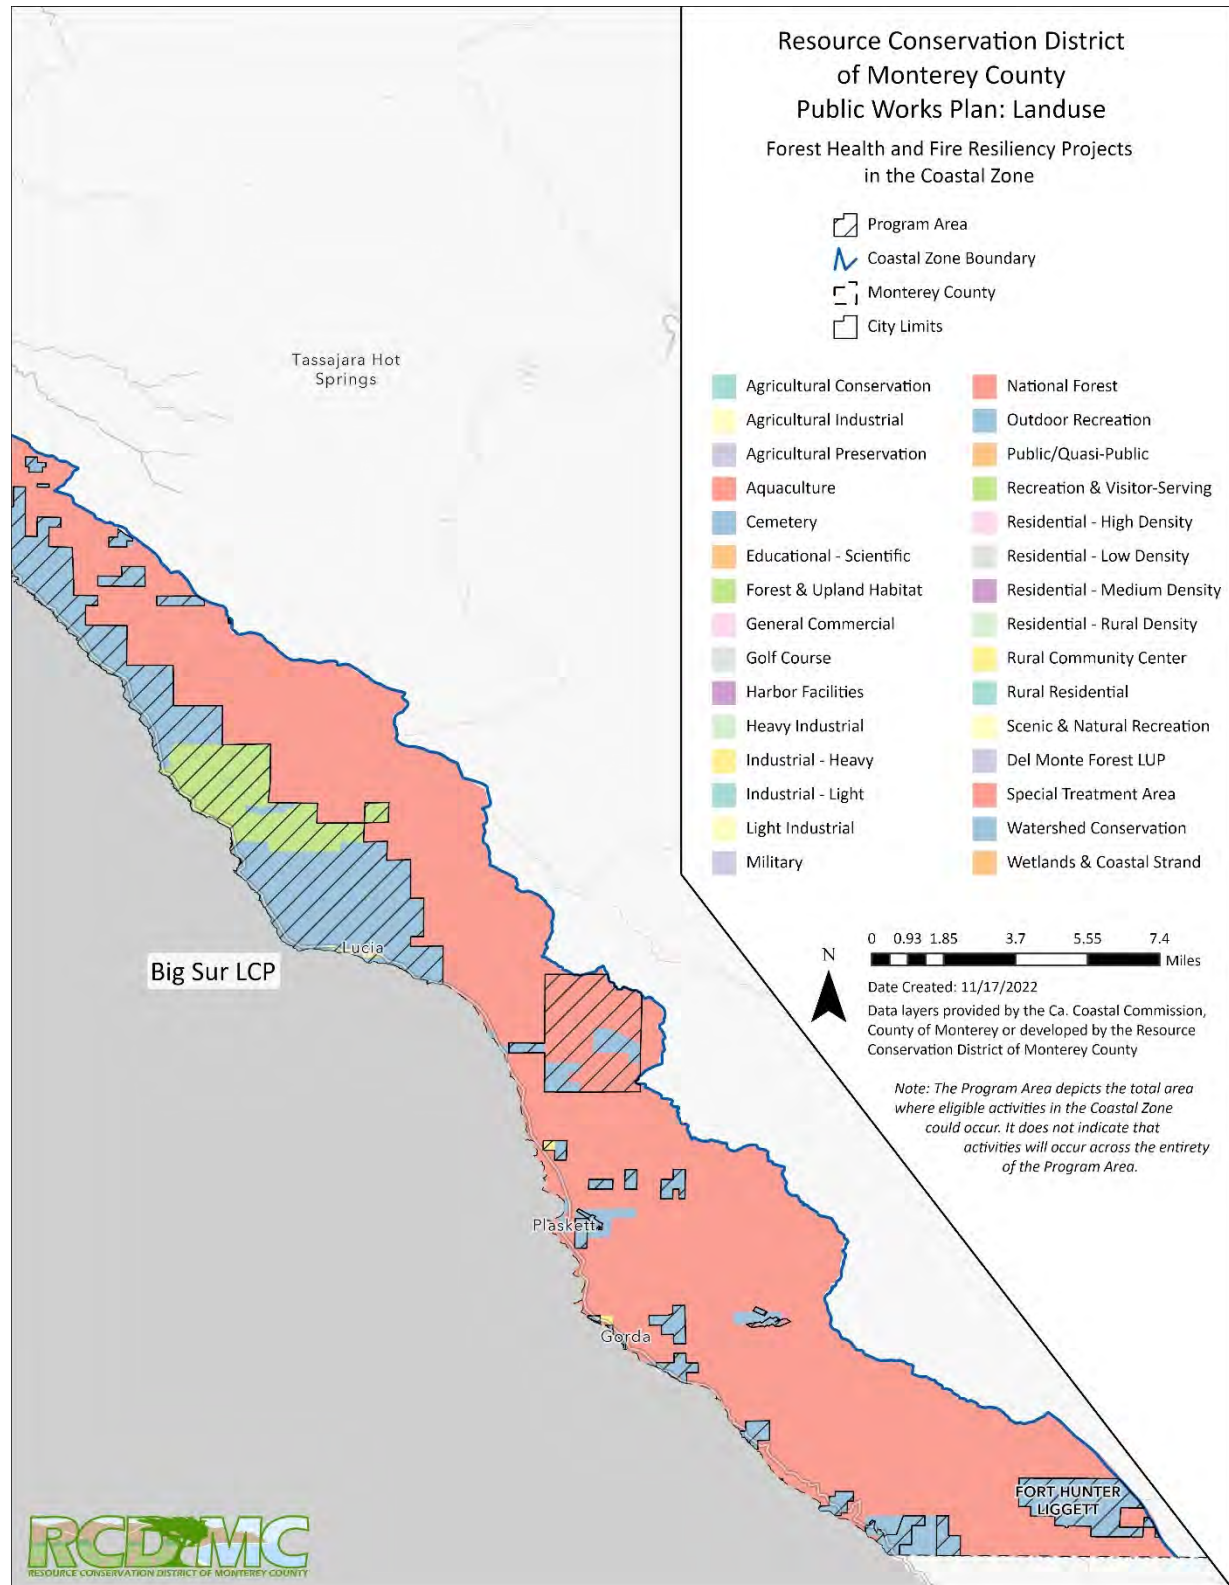 Resource Conservation District
of Monterey County
Public Works Plan: Landuse
Forest Health and Fire Resiliency Projects
in the Coastal Zone
Program Area
Coastal Zone Boundary
Monterey County
City Limits
Agricultural Conservation
Agricultural Industrial
Agricultural Preservation
Aquaculture
Cemetery
Educational - Scientific
Forest & Upland Habitat
General Commercial
Golf Course
Harbor Facilities
Heavy Industrial
Industrial - Heavy
Industrial - Light
Light Industrial
Military
National Forest
Outdoor Recreation
Public/Quasi-Public
Recreation & Visitor-Serving
Residential - High Density
Residential - Low Density
Residential - Medium Density
Residential - Rural Density
Rural Community Center
Rural Residential
Scenic & Natural Recreation
Del Monte Forest LUP
Special Treatment Area
Watershed Conservation
Wetlands & Coastal Strand
N
0 0.93 1.85 3.7 5.55 7.4
Miles
Date Created: 11/17/2022
Data layers provided by the Ca. Coastal Commission,
County of Monterey or developed by the Resource
Conservation District of Monterey County
Note: The Program Area depicts the total area
where eligible activities in the Coastal Zone
could occur. It does not indicate that
activities will occur across the entirety
of the Program Area.
Tassajara Hot
Springs
Lucia
Big Sur LCP
Plaskett
Gorda
FORT HUNTER
LIGGETT
RCD MC
RESOURCE CONSERVATION DISTRICT OF MONTEREY COUNTY